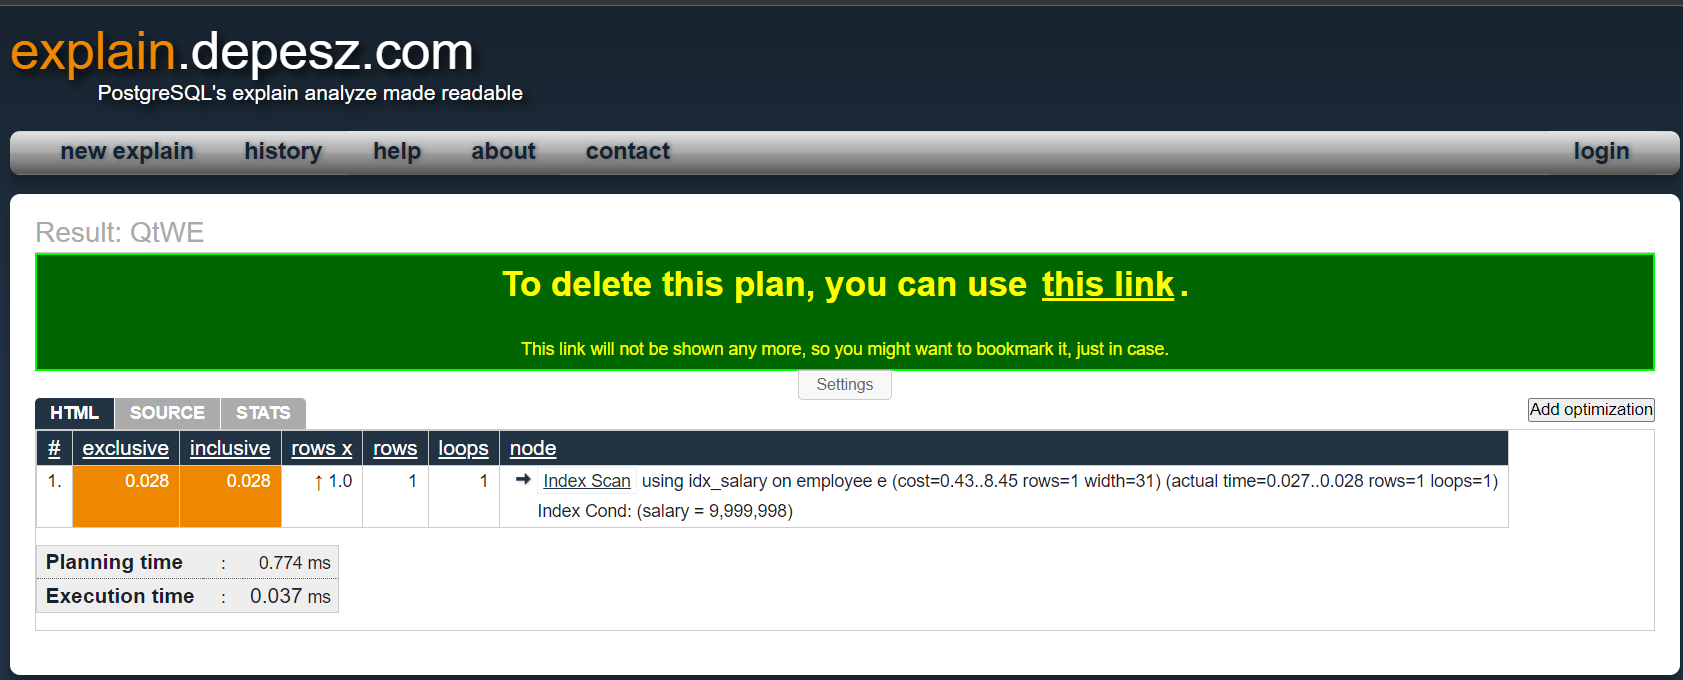 explain.depesz.com
PostgreSQL's explain analyze made readable
new explain history help about contact login
Result: QtWE
To delete this plan, you can use this link.
This link will not be shown any more, so you might want to bookmark it, just in case.
Settings
HTML SOURCE STATS Add optimization
# exclusive inclusive rows x rows loops node
1. 0.028 0.028 ↑ 1.0 1 1 → Index Scan using idx_salary on employee e (cost=0.43..8.45 rows=1 width=31) (actual time=0.027..0.028 rows=1 loops=1)
Index Cond: (salary = 9,999,998)
Planning time : 0.774 ms
Execution time : 0.037 ms